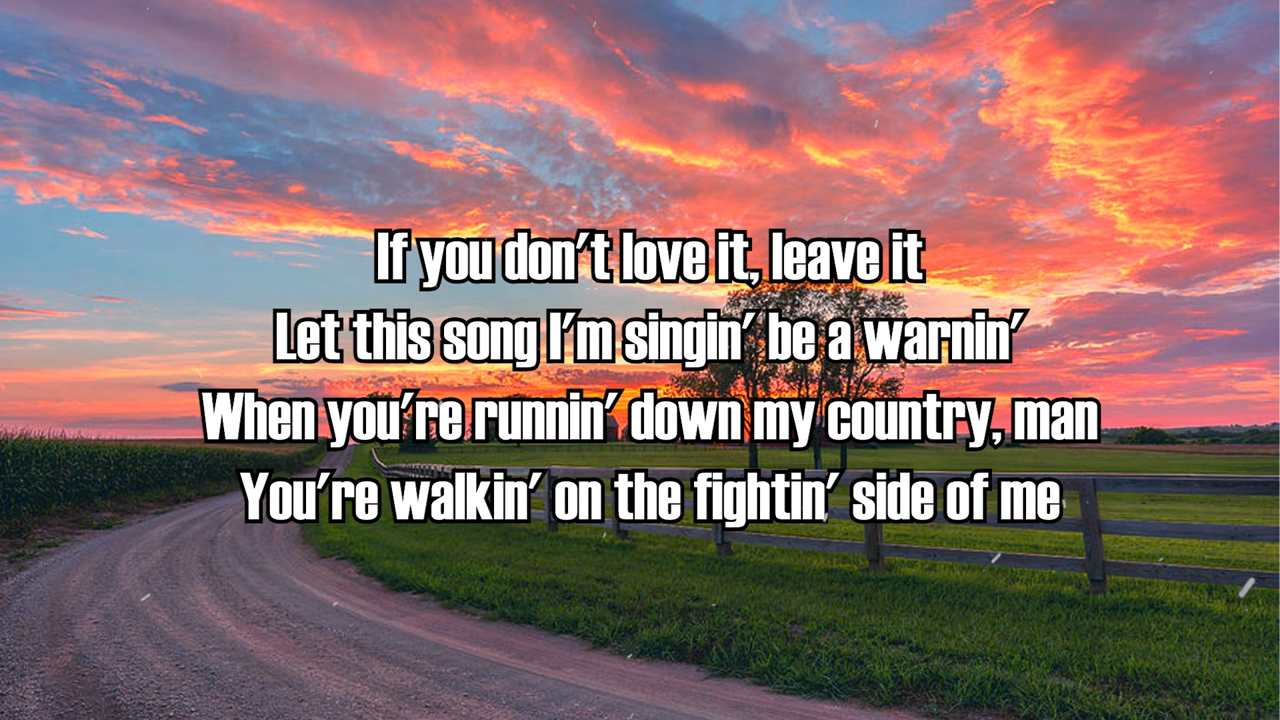 If you don't love it, leave it
Let this song I'm singin' be a warnin'
When you're runnin' down my country, man
You're walkin' on the fightin' side of me